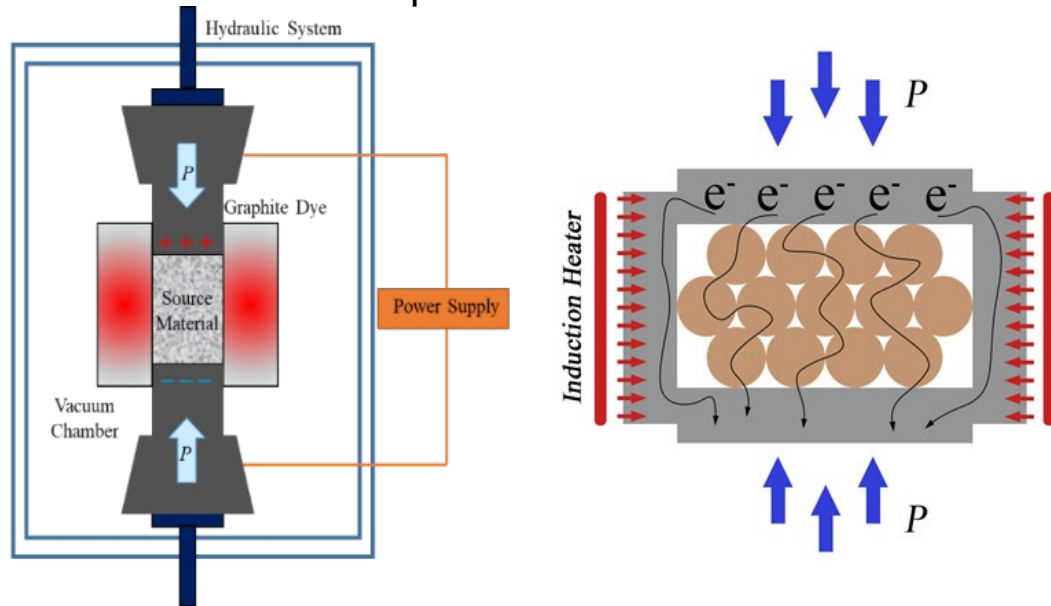 Hydraulic System
P
Graphite Dye
+ + +
Source
Material
Power Supply
- - -
Vacuum
Chamber
P
P
e- e- e- e- e-
Induction Heater
P